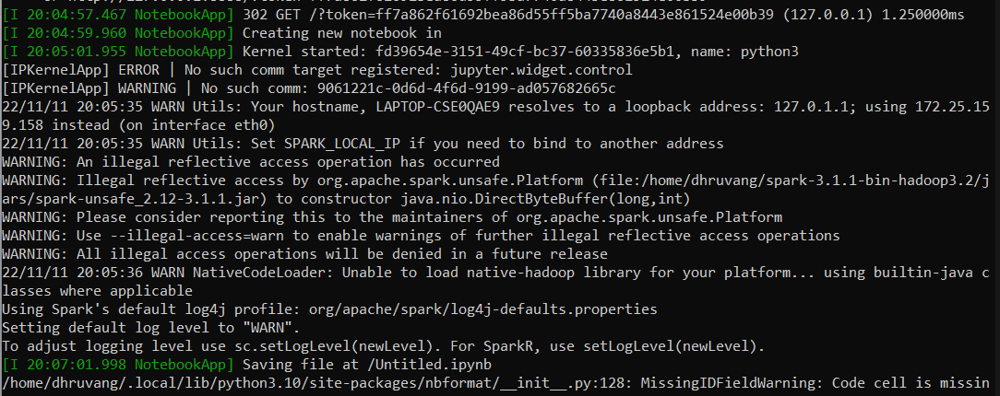 [I 20:04:57.467 NotebookApp] 302 GET /?token=ff7a862f61692bea86d55ff5ba7740a8443e861524e00b39 (127.0.0.1) 1.250000ms
[I 20:04:59.960 NotebookApp] Creating new notebook in
[I 20:05:01.955 NotebookApp] Kernel started: fd39654e-3151-49cf-bc37-60335836e5b1, name: python3
[IPKernelApp] ERROR | No such comm target registered: jupyter.widget.control
[IPKernelApp] WARNING | No such comm: 9061221c-0d6d-4f6d-9199-ad057682665c
22/11/11 20:05:35 WARN Utils: Your hostname, LAPTOP-CSE0QAE9 resolves to a loopback address: 127.0.1.1; using 172.25.15
9.158 instead (on interface eth0)
22/11/11 20:05:35 WARN Utils: Set SPARK_LOCAL_IP if you need to bind to another address
WARNING: An illegal reflective access operation has occurred
WARNING: Illegal reflective access by org.apache.spark.unsafe.Platform (file:/home/dhruvang/spark-3.1.1-bin-hadoop3.2/j
ars/spark-unsafe_2.12-3.1.1.jar) to constructor java.nio.DirectByteBuffer(long,int)
WARNING: Please consider reporting this to the maintainers of org.apache.spark.unsafe.Platform
WARNING: Use --illegal-access=warn to enable warnings of further illegal reflective access operations
WARNING: All illegal access operations will be denied in a future release
22/11/11 20:05:36 WARN NativeCodeLoader: Unable to load native-hadoop library for your platform... using builtin-java c
lasses where applicable
Using Spark's default log4j profile: org/apache/spark/log4j-defaults.properties
Setting default log level to "WARN".
To adjust logging level use sc.setLogLevel(newLevel). For SparkR, use setLogLevel(newLevel).
[I 20:07:01.998 NotebookApp] Saving file at /Untitled.ipynb
/home/dhruvang/.local/lib/python3.10/site-packages/nbformat/__init__.py:128: MissingIDFieldWarning: Code cell is missin